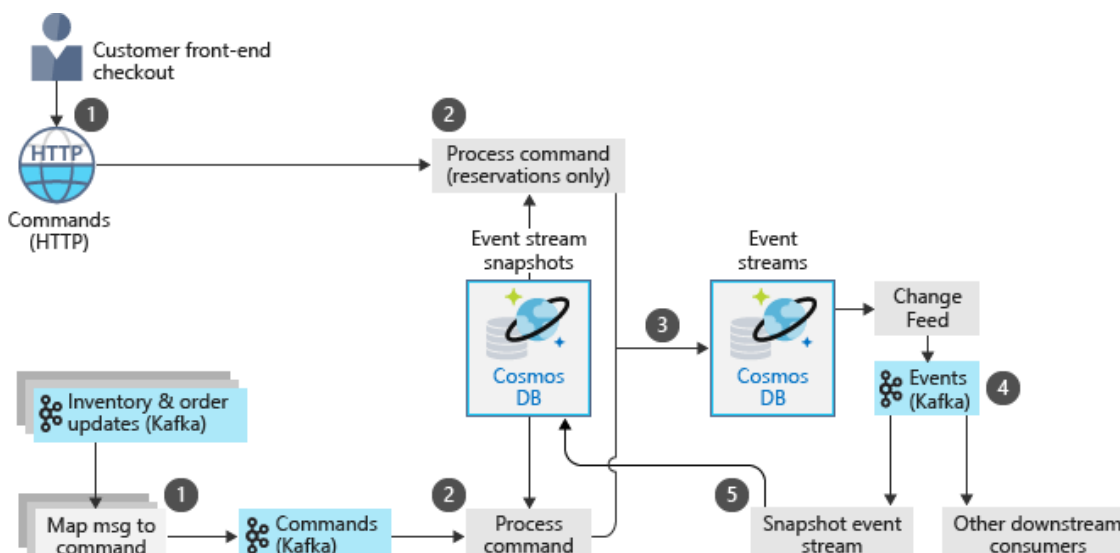 Customer front-end
checkout
1
2
HTTP
Process command
(reservations only)
Commands
(HTTP)
Event stream
snapshots
Event
streams
Change
Feed
3
Cosmos
DB
Cosmos
DB
Events
(Kafka)
4
Inventory & order
updates (Kafka)
1
2
5
Map msg to
command
Commands
(Kafka)
Process
command
Snapshot event
stream
Other downstream
consumers